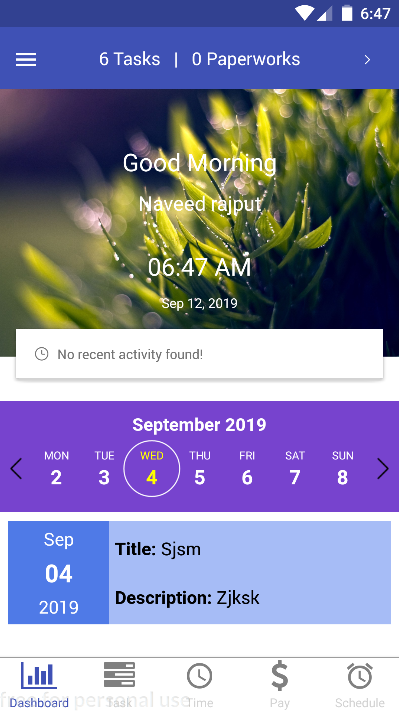 6:47
6 Tasks | 0 Paperworks
Good Morning
Naveed rajput
06:47 AM
Sep 12, 2019
No recent activity found!
September 2019
MON TUE WED THU FRI SAT SUN
2 3 4 5 6 7 8
Sep
04
2019
Title: Sjsm
Description: Zjksk
Dashboard Task Time Pay Schedule
free for personal use